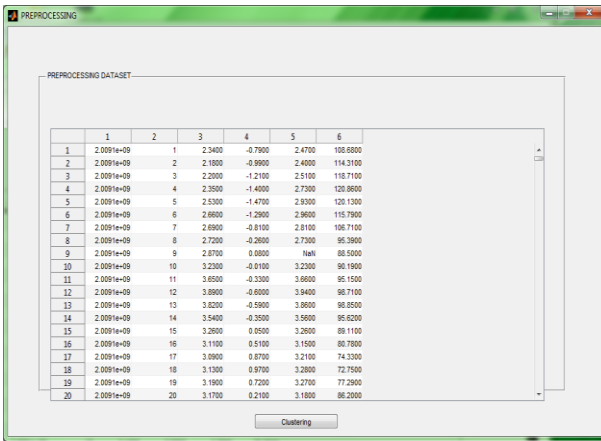 PREPROCESSING
PREPROCESSING DATASET
1 2 3 4 5 6
1 2.0091e+09 1 2.3400 -0.7900 2.4700 108.6800
2 2.0091e+09 2 2.1800 -0.9900 2.4000 114.3100
3 2.0091e+09 3 2.2000 -1.2100 2.5100 118.7100
4 2.0091e+09 4 2.3500 -1.4000 2.7300 120.8600
5 2.0091e+09 5 2.5300 -1.4700 2.9300 120.1300
6 2.0091e+09 6 2.6600 -1.2900 2.9600 115.7900
7 2.0091e+09 7 2.6900 -0.8100 2.8100 106.7100
8 2.0091e+09 8 2.7200 -0.2600 2.7300 95.3900
9 2.0091e+09 9 2.8700 0.0800 NaN 88.5000
10 2.0091e+09 10 3.2300 -0.0100 3.2300 90.1900
11 2.0091e+09 11 3.6500 -0.3300 3.6600 95.1500
12 2.0091e+09 12 3.8900 -0.6000 3.9400 98.7100
13 2.0091e+09 13 3.8200 -0.5900 3.8600 98.8500
14 2.0091e+09 14 3.5400 -0.3500 3.5600 95.6200
15 2.0091e+09 15 3.2600 0.0500 3.2600 89.1100
16 2.0091e+09 16 3.1100 0.5100 3.1500 80.7800
17 2.0091e+09 17 3.0900 0.8700 3.2100 74.3300
18 2.0091e+09 18 3.1300 0.9700 3.2800 72.7500
19 2.0091e+09 19 3.1900 0.7200 3.2700 77.2900
20 2.0091e+09 20 3.1700 0.2100 3.1800 86.2000
Clustering